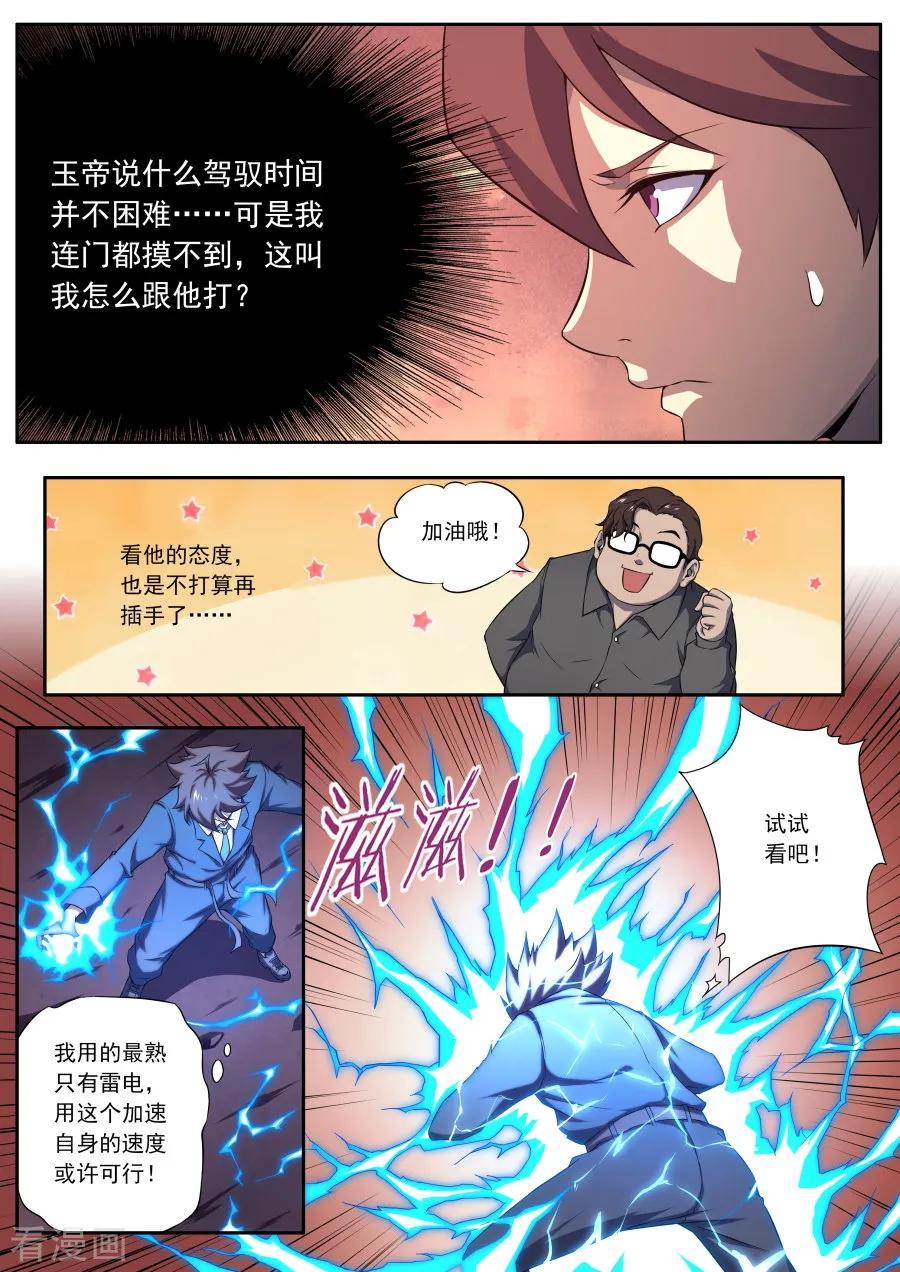 玉帝说什么驾驭时间
并不困难……可是我
连门都摸不到，这叫
我怎么跟他打？
加油哦！
看他的态度，
也是不打算再
插手了……
滋滋！！
试试
看吧！
我用的最熟
只有雷电，
用这个加速
自身的速度
或许可行！
看漫画